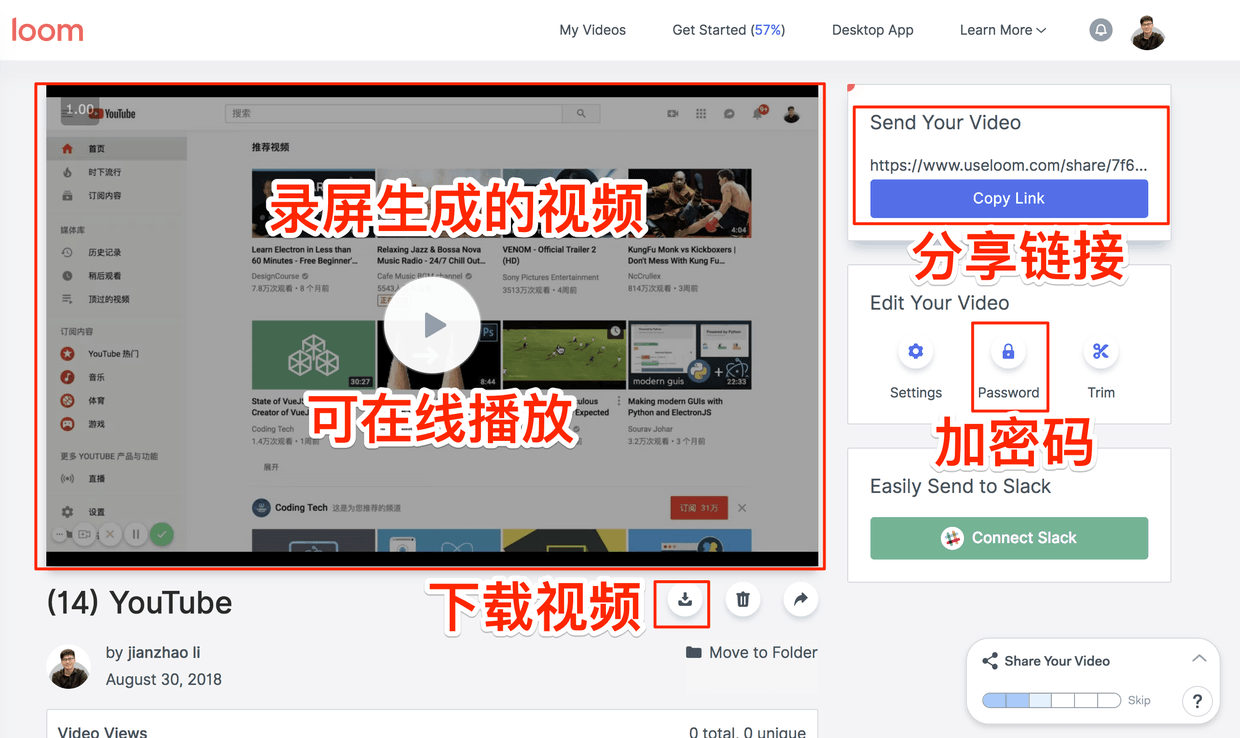 loom
My Videos
Get Started (57%)
Desktop App
Learn More
1.00
YouTube
搜索
9+
首页
时下流行
订阅内容
媒体库
历史记录
稍后观看
顶过的视频
订阅内容
YouTube 热门
音乐
体育
游戏
更多 YOUTUBE 产品与功能
直播
设置
推荐视频
录屏生成的视频
4:04
Learn Electron in Less than
60 Minutes - Free Beginner'...
DesignCourse
7.8万次观看 • 8 个月前
Relaxing Jazz & Bossa Nova
Music Radio - 24/7 Chill Out...
Cafe Music BGM channel
VENOM - Official Trailer 2
(HD)
Sony Pictures Entertainment
3513万次观看 • 4周前
KungFu Monk vs Kickboxers |
Don't Mess With Kung Fu...
NcCrullex
814万次观看 • 3周前
30:27
Ps
8:44
Powered by Python
modern guis
22:33
State of VueJS
Creator of VueJS
Coding Tech
1.4万次观看
Expected
Making modern GUIs with
Python and ElectronJS
Sourav Johar
3.2万次观看 • 3 个月前
可在线播放
展开
Coding Tech 这是为您推荐的频道
订阅 31万
Send Your Video
https://www.useloom.com/share/7f6...
Copy Link
分享链接
Edit Your Video
Settings
Password
Trim
加密码
Easily Send to Slack
Connect Slack
(14) YouTube
下载视频
by jianzhao li
August 30, 2018
Move to Folder
Video Views
0 total, 0 unique
Share Your Video
Skip
?